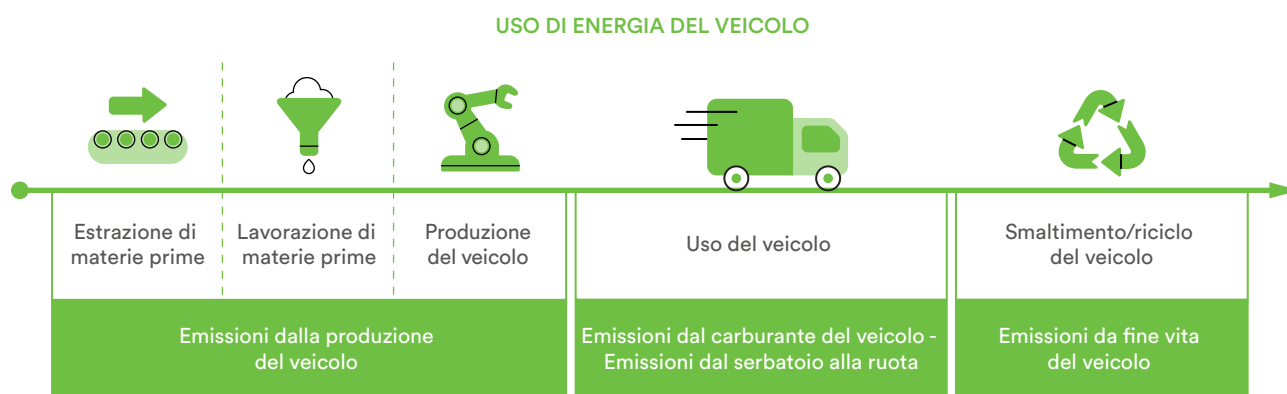 USO DI ENERGIA DEL VEICOLO
Estrazione di
materie prime
Lavorazione di
materie prime
Produzione
del veicolo
Uso del veicolo
Smaltimento/riciclo
del veicolo
Emissioni dalla produzione
del veicolo
Emissioni dal carburante del veicolo -
Emissioni dal serbatoio alla ruota
Emissioni da fine vita
del veicolo